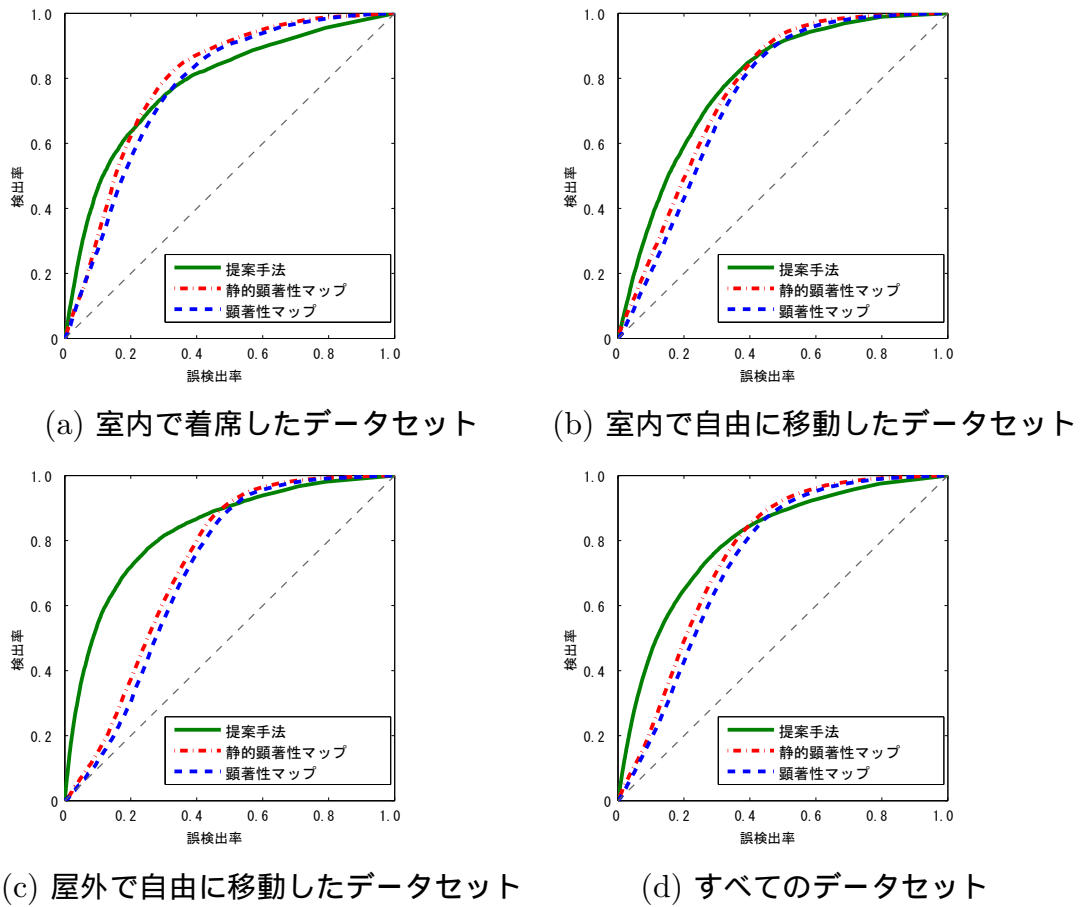 1.0
0.8
0.6
0.4
0.2
0
検出率
提案手法
静的顕著性マップ
顕著性マップ
0 0.2 0.4 0.6 0.8 1.0
誤検出率
(a) 室内で着席したデータセット
1.0
0.8
0.6
0.4
0.2
0
検出率
提案手法
静的顕著性マップ
顕著性マップ
0 0.2 0.4 0.6 0.8 1.0
誤検出率
(b) 室内で自由に移動したデータセット
1.0
0.8
0.6
0.4
0.2
0
検出率
提案手法
静的顕著性マップ
顕著性マップ
0 0.2 0.4 0.6 0.8 1.0
誤検出率
(c) 屋外で自由に移動したデータセット
1.0
0.8
0.6
0.4
0.2
0
検出率
提案手法
静的顕著性マップ
顕著性マップ
0 0.2 0.4 0.6 0.8 1.0
誤検出率
(d) すべてのデータセット